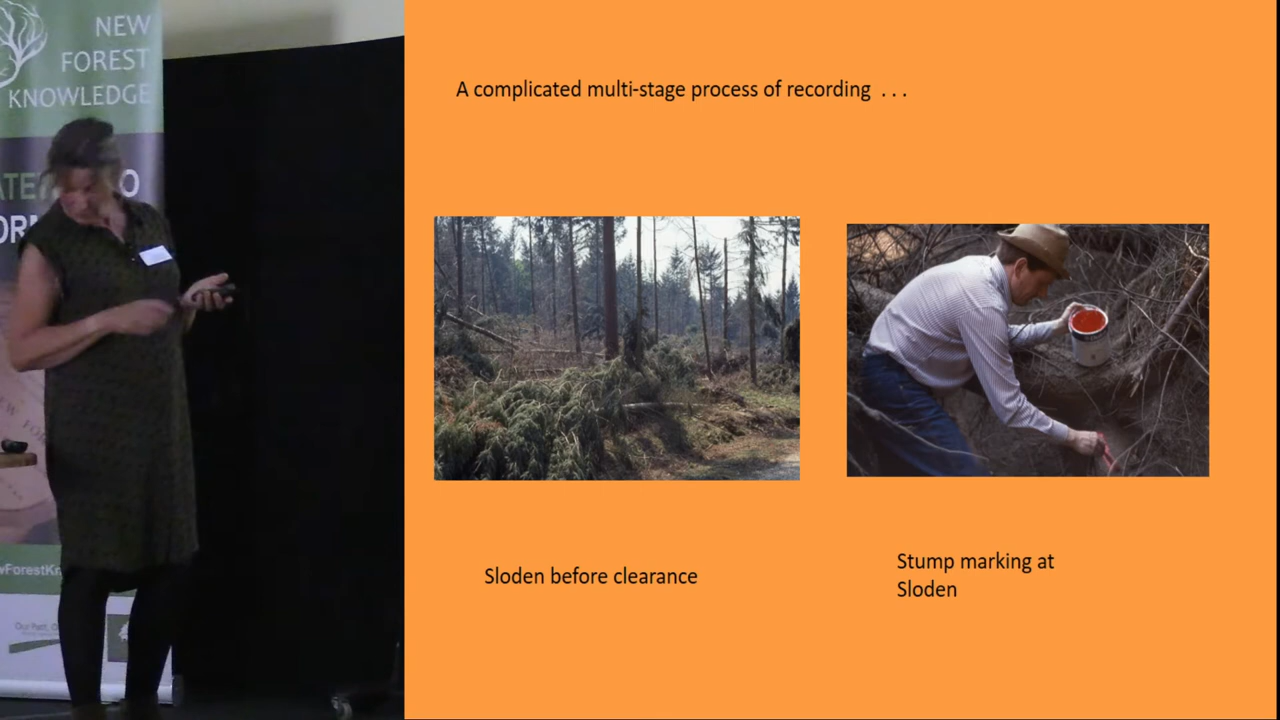 NEW
FOREST
KNOWLEDGE
A complicated multi-stage process of recording . . .
Sloden before clearance
Stump marking at
Sloden